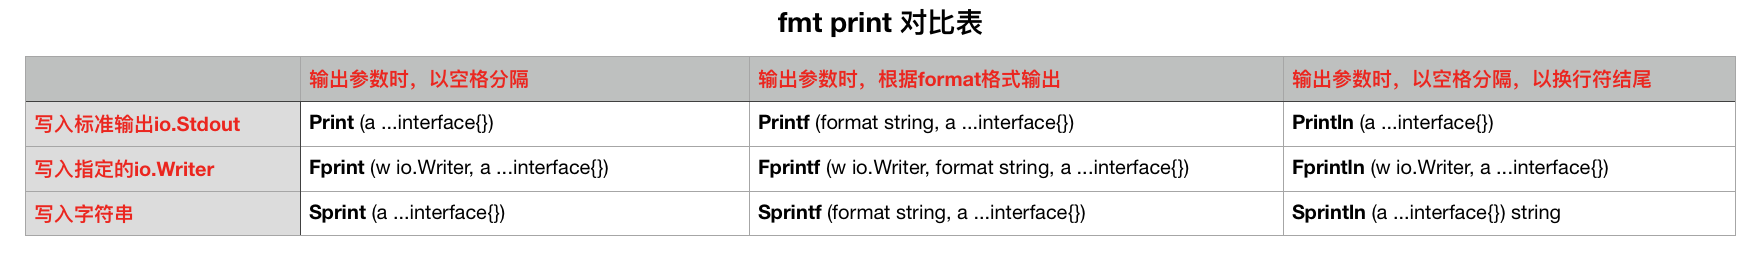 fmt print 对比表
输出参数时，以空格分隔 输出参数时，根据format格式输出 输出参数时，以空格分隔，以换行符结尾
写入标准输出io.Stdout Print (a ...interface{}) Printf (format string, a ...interface{}) Println (a ...interface{})
写入指定的io.Writer Fprint (w io.Writer, a ...interface{}) Fprintf (w io.Writer, format string, a ...interface{}) Fprintln (w io.Writer, a ...interface{})
写入字符串 Sprint (a ...interface{}) Sprintf (format string, a ...interface{}) Sprintln (a ...interface{}) string